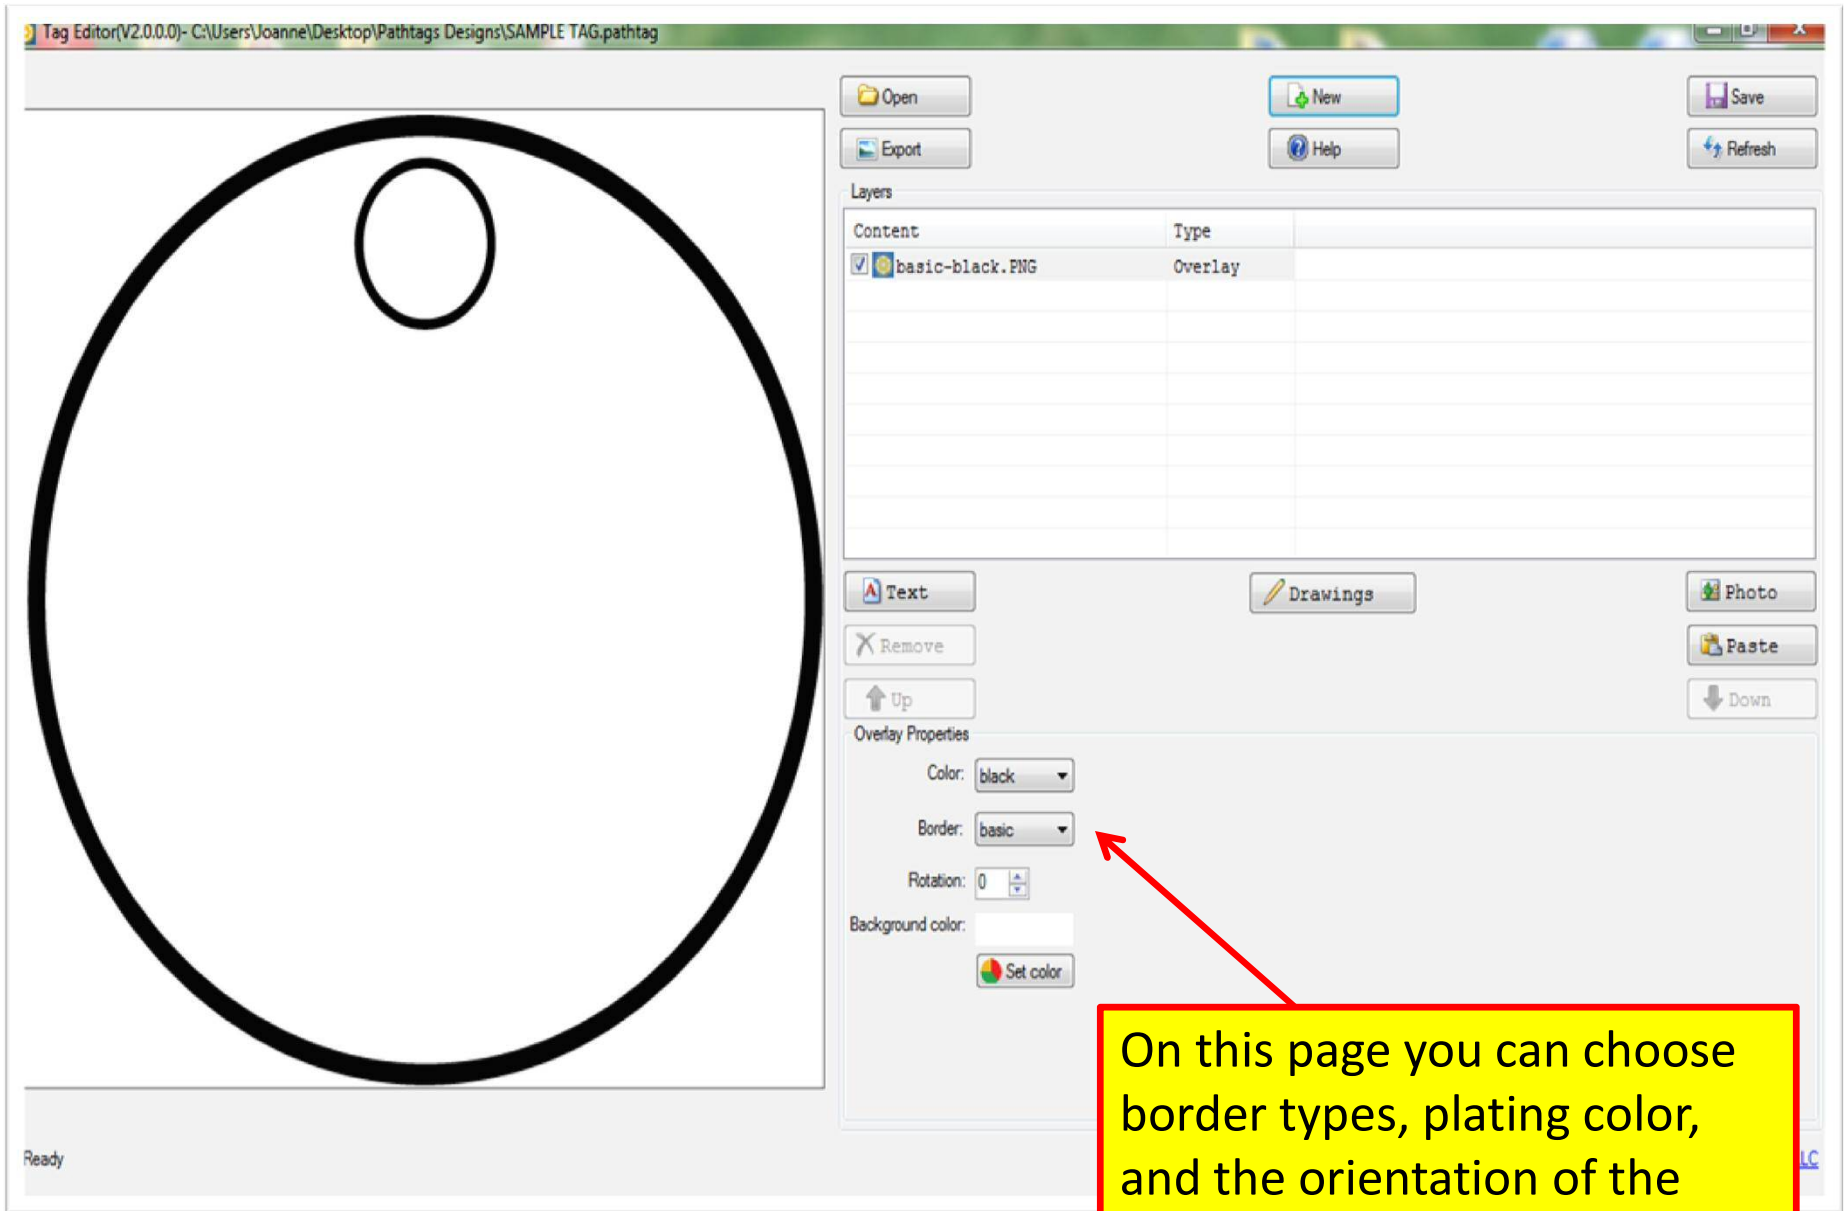 Tag Editor(V2.0.0.0)- C:\Users\Joanne\Desktop\Pathtags Designs\SAMPLE TAG.pathtag
Open
New
Save
Export
Help
Refresh
Layers
Content Type
basic-black.PNG Overlay
Text
Drawings
Photo
Remove
Paste
Up
Down
Overlay Properties
Color: black
Border: basic
Rotation: 0
Background color:
Set color
On this page you can choose
border types, plating color,
and the orientation of the
Ready
LC